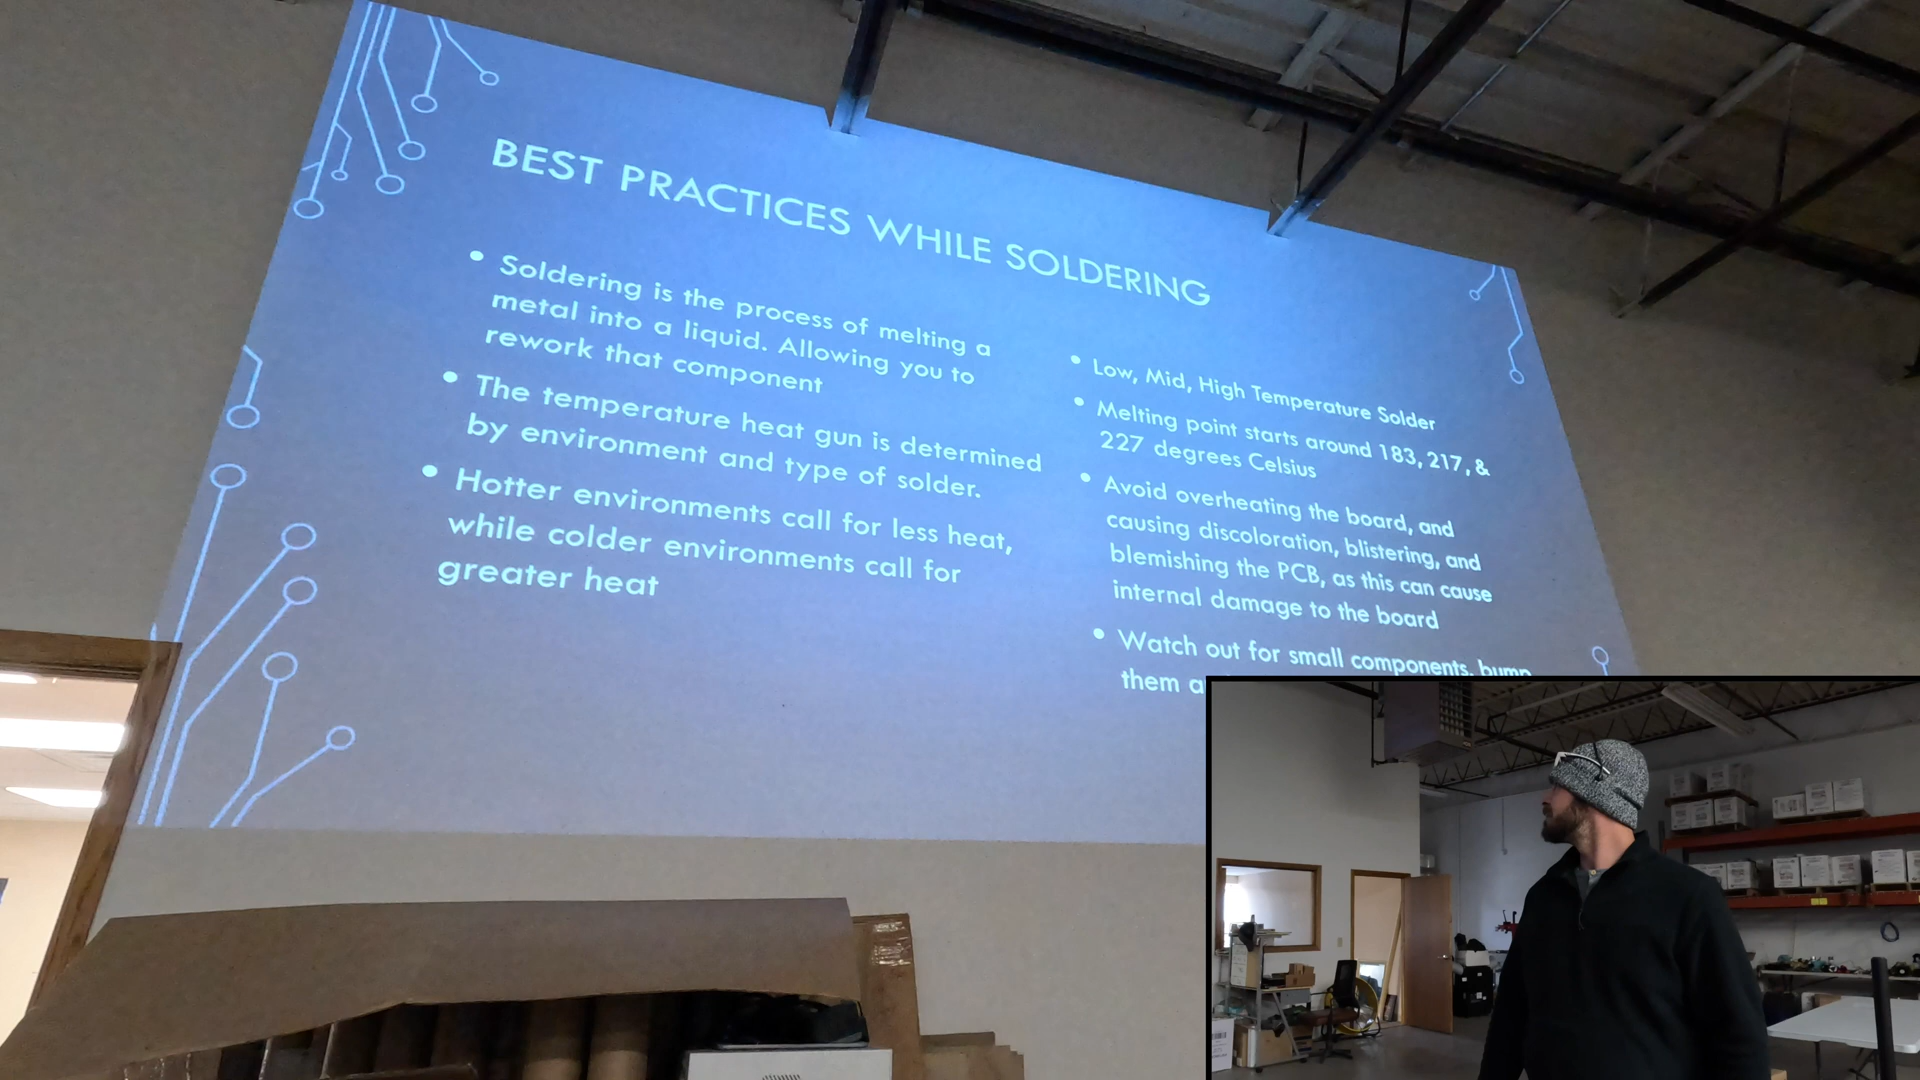 BEST PRACTICES WHILE SOLDERING
• Soldering is the process of melting a
metal into a liquid. Allowing you to
rework that component
• The temperature heat gun is determined
by environment and type of solder.
• Hotter environments call for less heat,
while colder environments call for
greater heat
• Low, Mid, High Temperature Solder
• Melting point starts around 183, 217, &
227 degrees Celsius
• Avoid overheating the board, and
causing discoloration, blistering, and
blemishing the PCB, as this can cause
internal damage to the board
• Watch out for small components, bump
them